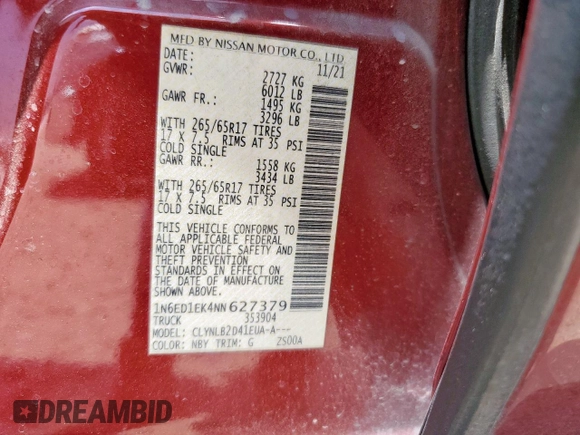 MFD BY NISSAN MOTOR CO., LTD
DATE: 11/21
GVWR: 2727 KG
6012 LB
GAWR FR.: 1495 KG
3296 LB
WITH 265/65R17 TIRES
17 X 7.5 RIMS AT 35 PSI
COLD SINGLE
GAWR RR.: 1558 KG
3434 LB
WITH 265/65R17 TIRES
17 X 7.5 RIMS AT 35 PSI
COLD SINGLE
THIS VEHICLE CONFORMS TO
ALL APPLICABLE FEDERAL
MOTOR VEHICLE SAFETY AND
THEFT PREVENTION
STANDARDS IN EFFECT ON
THE DATE OF MANUFACTURE
SHOWN ABOVE.
1N6ED1EK4NN627379
TRUCK 353904
MODEL: CLYNLB2D41EUA-A---
COLOR: NBY TRIM: G 2S00A
DREAMBID